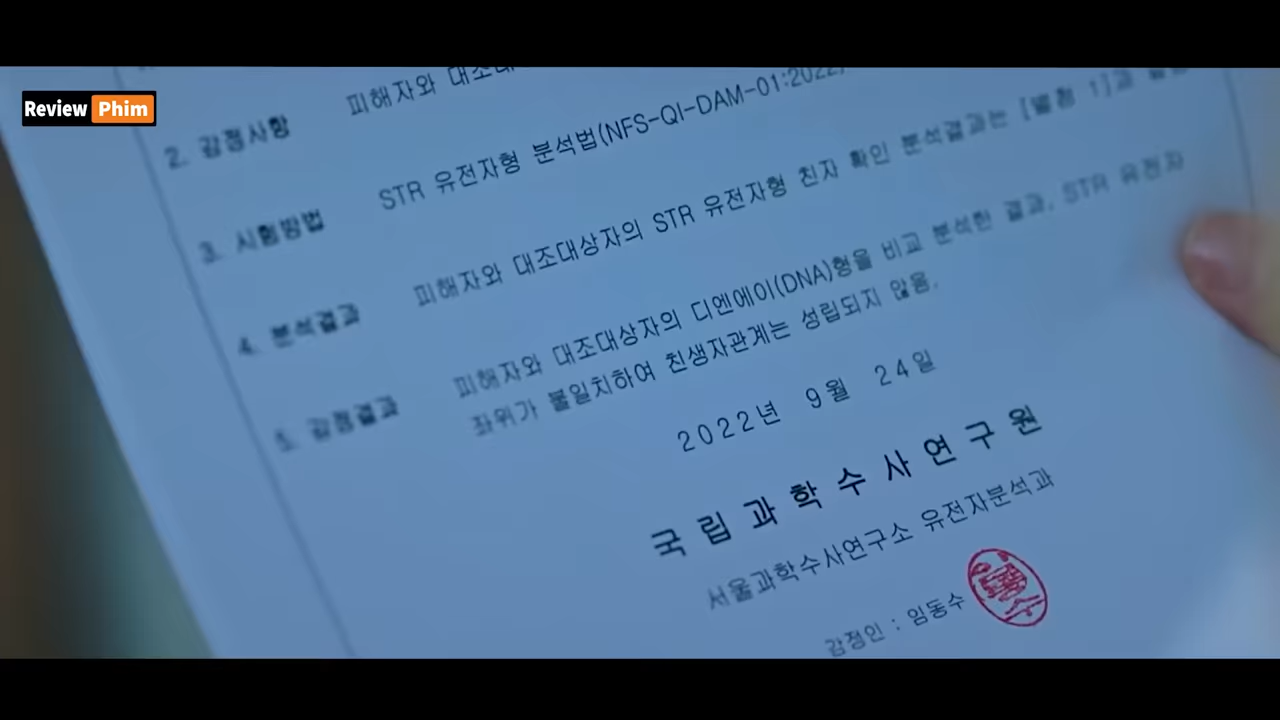 Review Phim
2. 감정사항 피해자와
STR 유전자형 분석법(NFS-QI-DAM-01:2022)
3. 시험방법
피해자와 대조대상자의 STR 유전자형 친자 확인 분석결과는 [별첨 1]과
4. 분석결과
피해자와 대조대상자의 디엔에이(DNA)형을 비교 분석한 결과, STR 유전자
5. 감정결과 좌위가 불일치하여 친생자관계는 성립되지 않음.
2022년 9월 24일
국립과학수사연구원
서울과학수사연구소 유전자분석과
감정인 : 임동수